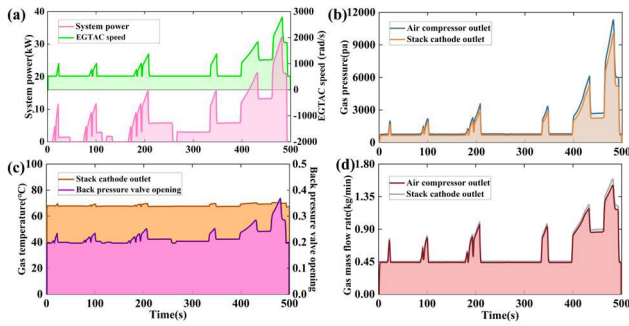 (a)
System power
EGTAC speed
System power(kW)
40
30
20
10
0
3000
2000
1000
0
-1000
-2000
EGTAC speed (rad/s)
0 100 200 300 400 500
(b)
Air compressor outlet
Stack cathode outlet
Gas pressure(pa)
12000
9000
6000
3000
0
0 100 200 300 400 500
(c)
Stack cathode outlet
Back pressure valve opening
Gas temperature(°C)
100
80
60
40
20
0
0.5
0.4
0.3
0.2
0.1
0.0
Back pressure valve opening
0 100 200 300 400 500
Time(s)
(d)
Air compressor outlet
Stack cathode outlet
Gas mass flow rate(kg/min)
1.80
1.35
0.90
0.45
0.00
0 100 200 300 400 500
Time(s)